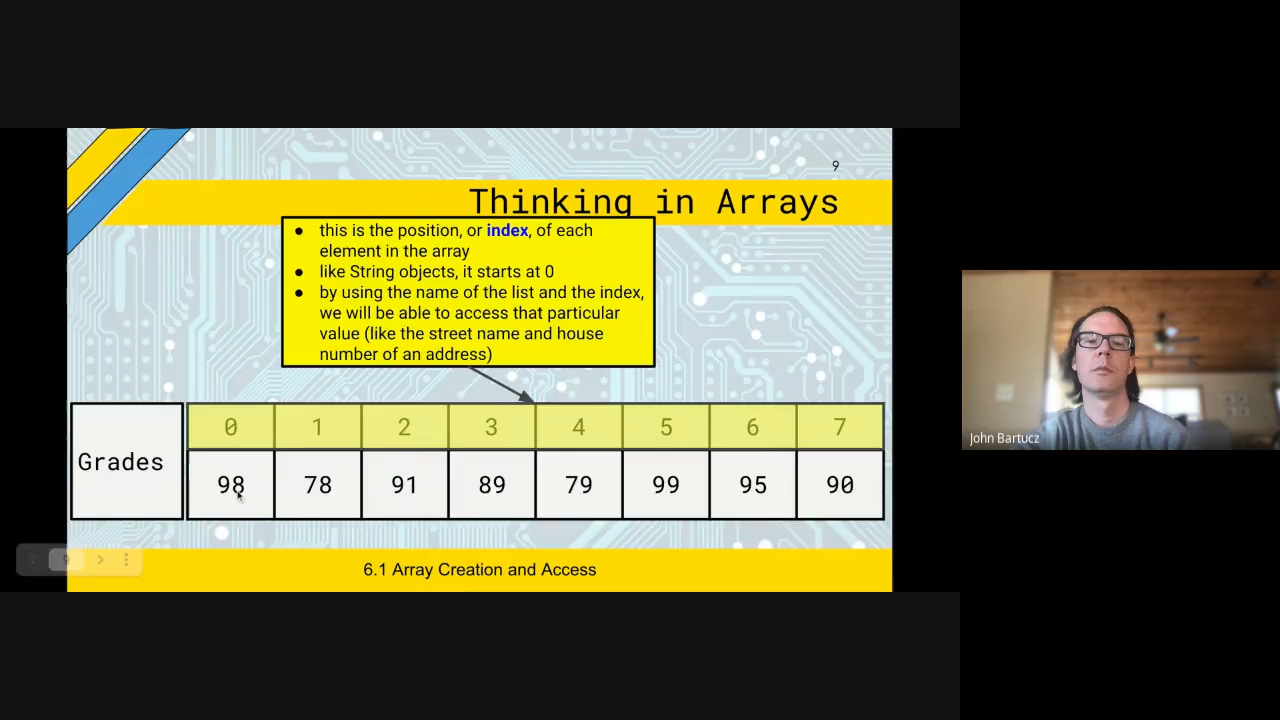 9
Thinking in Arrays
● this is the position, or index, of each
element in the array
● like String objects, it starts at 0
● by using the name of the list and the index,
we will be able to access that particular
value (like the street name and house
number of an address)
Grades
0 1 2 3 4 5 6 7
98 78 91 89 79 99 95 90
John Bartucz
9
6.1 Array Creation and Access